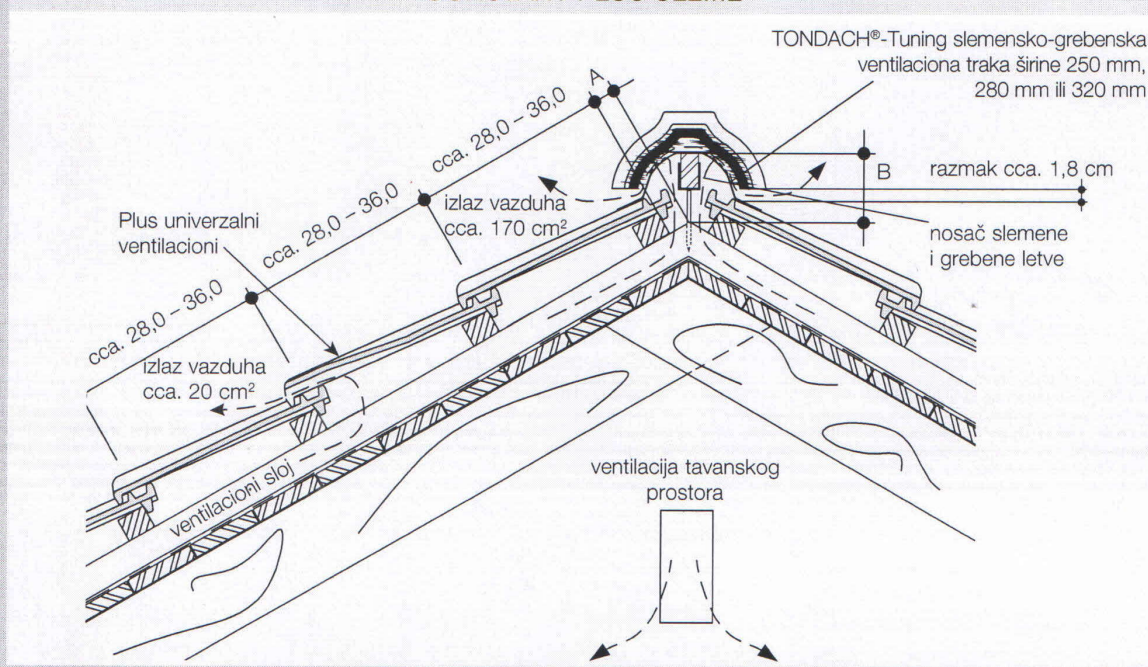 TONDACH®-Tuning slemensko-grebenska
ventilaciona traka širine 250 mm,
280 mm ili 320 mm
A
cca. 28,0 – 36,0
B
razmak cca. 1,8 cm
izlaz vazduha
cca. 170 cm²
cca. 28,0 – 36,0
Plus univerzalni
ventilacioni
nosač slemene
i grebene letve
cca. 28,0 – 36,0
izlaz vazduha
cca. 20 cm²
ventilacioni sloj
ventilacija tavanskog
prostora